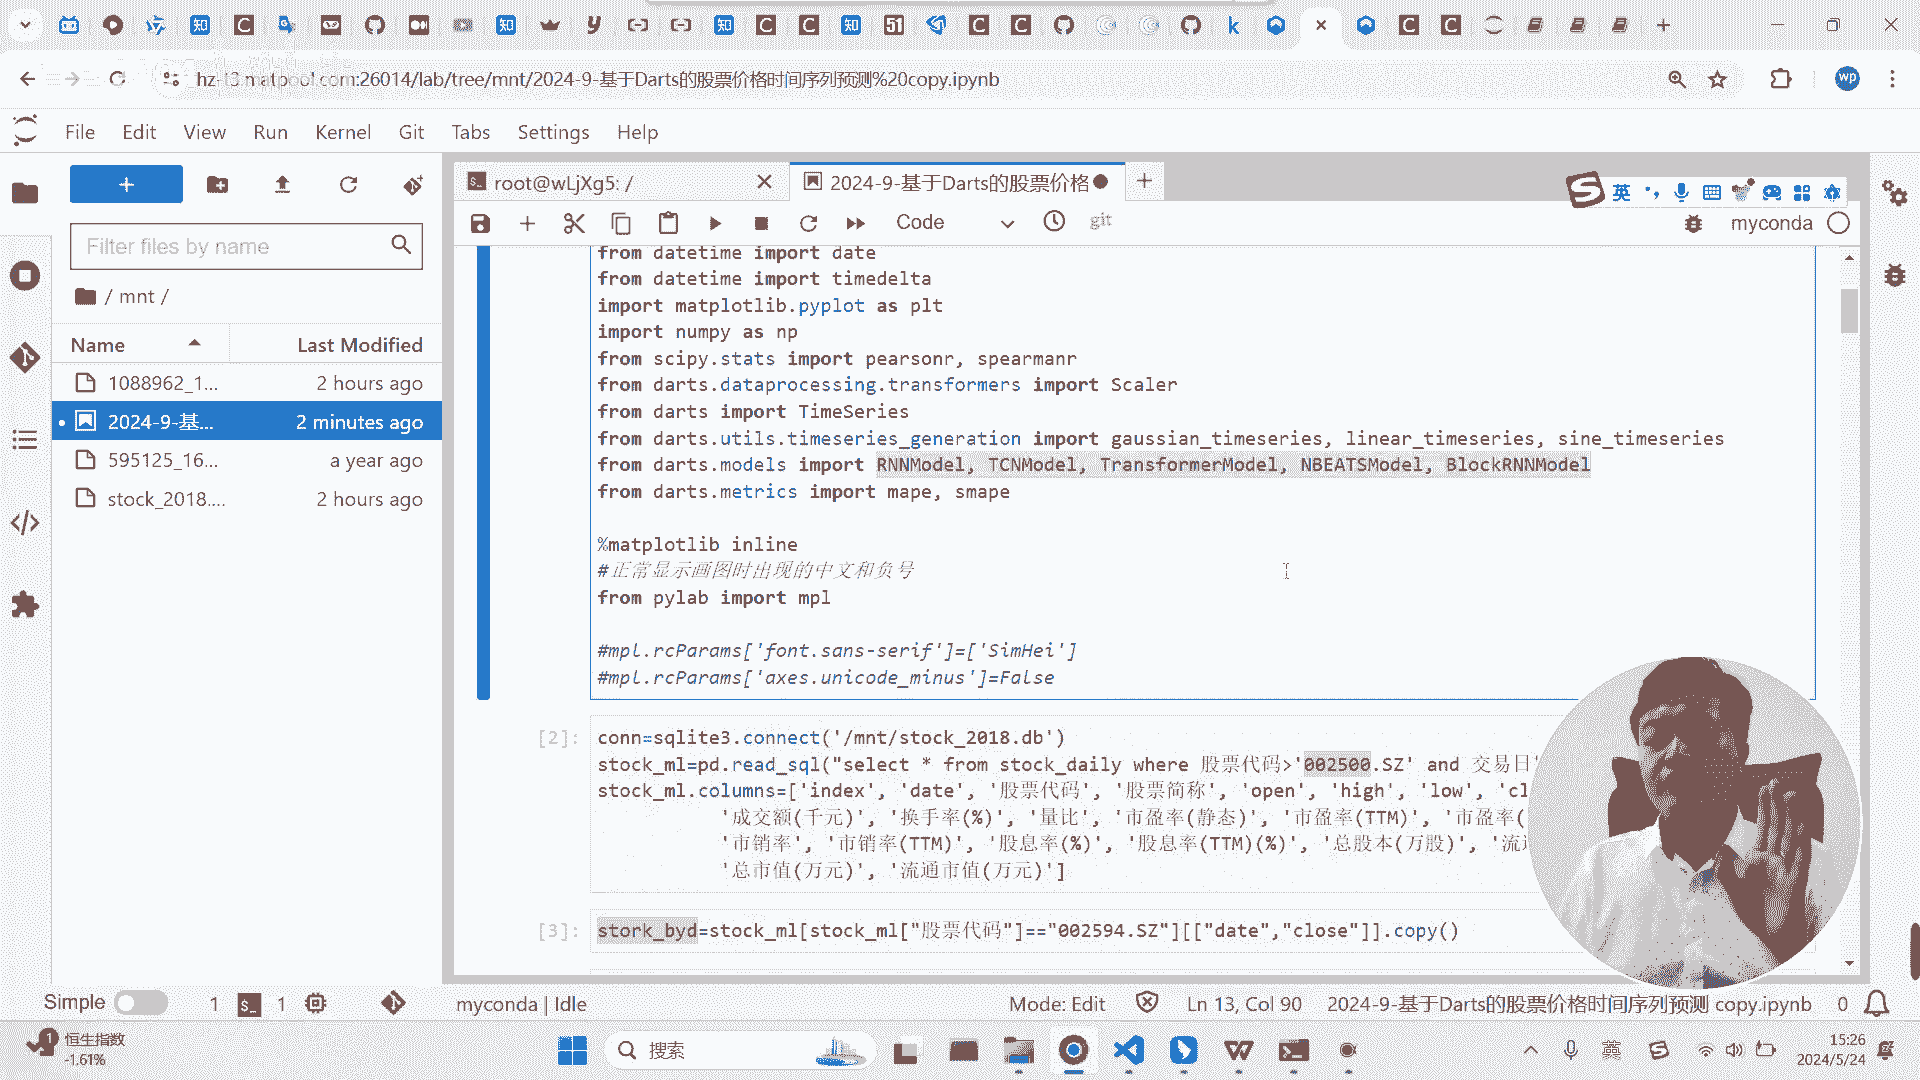 hz-t3.matpool.com:26014/lab/tree/mnt/2024-9-基于Darts的股票价格时间序列预测%20copy.ipynb
wp
File Edit View Run Kernel Git Tabs Settings Help
root@wLjXg5: /
2024-9-基于Darts的股票价格
英
Code
git
myconda
Filter files by name
/ mnt /
Name
Last Modified
1088962_1...
2 hours ago
2024-9-基...
2 minutes ago
595125_16...
a year ago
stock_2018....
2 hours ago
from datetime import date
from datetime import timedelta
import matplotlib.pyplot as plt
import numpy as np
from scipy.stats import pearsonr, spearmanr
from darts.dataprocessing.transformers import Scaler
from darts import TimeSeries
from darts.utils.timeseries_generation import gaussian_timeseries, linear_timeseries, sine_timeseries
from darts.models import RNNModel, TCNModel, TransformerModel, NBEATSModel, BlockRNNModel
from darts.metrics import mape, smape
%matplotlib inline
#正常显示画图时出现的中文和负号
from pylab import mpl
#mpl.rcParams['font.sans-serif']=['SimHei']
#mpl.rcParams['axes.unicode_minus']=False
[2]:
conn=sqlite3.connect('/mnt/stock_2018.db')
stock_ml=pd.read_sql("select * from stock_daily where 股票代码>'002500.SZ' and 交易日
stock_ml.columns=['index', 'date', '股票代码', '股票简称', 'open', 'high', 'low', 'cl
'成交额(千元)', '换手率(%)', '量比', '市盈率(静态)', '市盈率(TTM)', '市盈率(
'市销率', '市销率(TTM)', '股息率(%)', '股息率(TTM)(%)', '总股本(万股)', '流
'总市值(万元)', '流通市值(万元)']
[3]:
stork_byd=stock_ml[stock_ml["股票代码"]=="002594.SZ"][["date","close"]].copy()
Simple
1
1
myconda | Idle
Mode: Edit
Ln 13, Col 90
2024-9-基于Darts的股票价格时间序列预测 copy.ipynb
0
1
恒生指数
-1.61%
搜索
英
15:26
2024/5/24